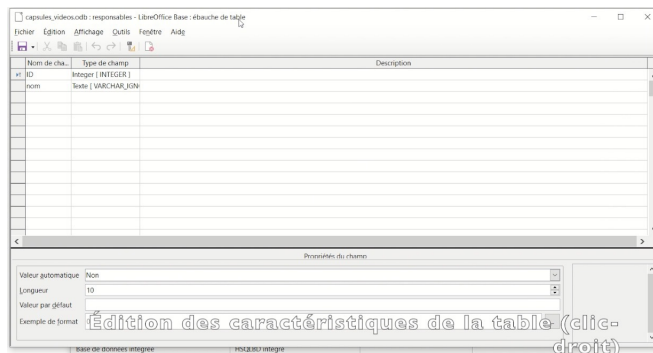 capsules_videos.odb : responsables - LibreOffice Base : ébauche de table
Fichier Edition Affichage Outils Fenêtre Aide
Nom de cha... Type de champ Description
ID Integer [ INTEGER ]
nom Texte [ VARCHAR_IGN
Propriétés du champ
Valeur automatique Non
Longueur 10
Valeur par défaut
Exemple de format
Édition des caractéristiques de la table (clic-
droit)
Base de données intégrée HSQLDB intégré